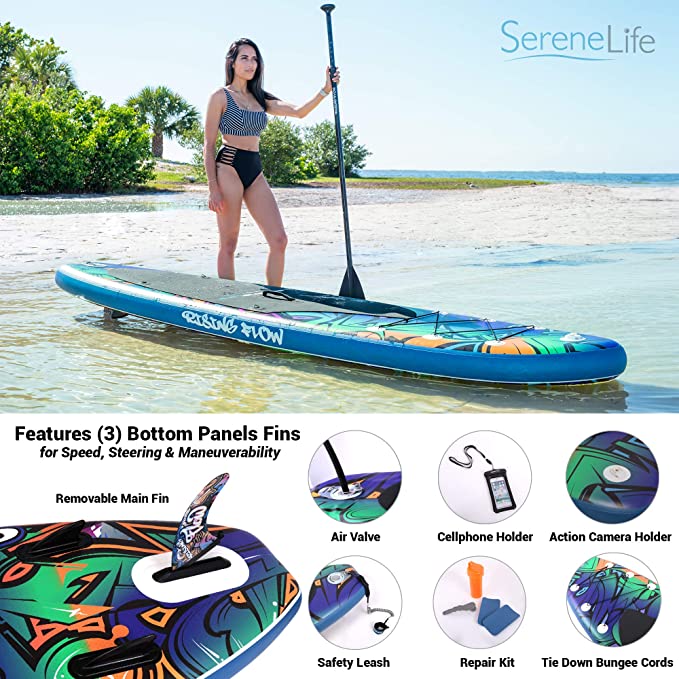 SereneLife
RISING FLOW
Features (3) Bottom Panels Fins
for Speed, Steering & Maneuverability
Removable Main Fin
Air Valve
Cellphone Holder
Action Camera Holder
Safety Leash
Repair Kit
Tie Down Bungee Cords